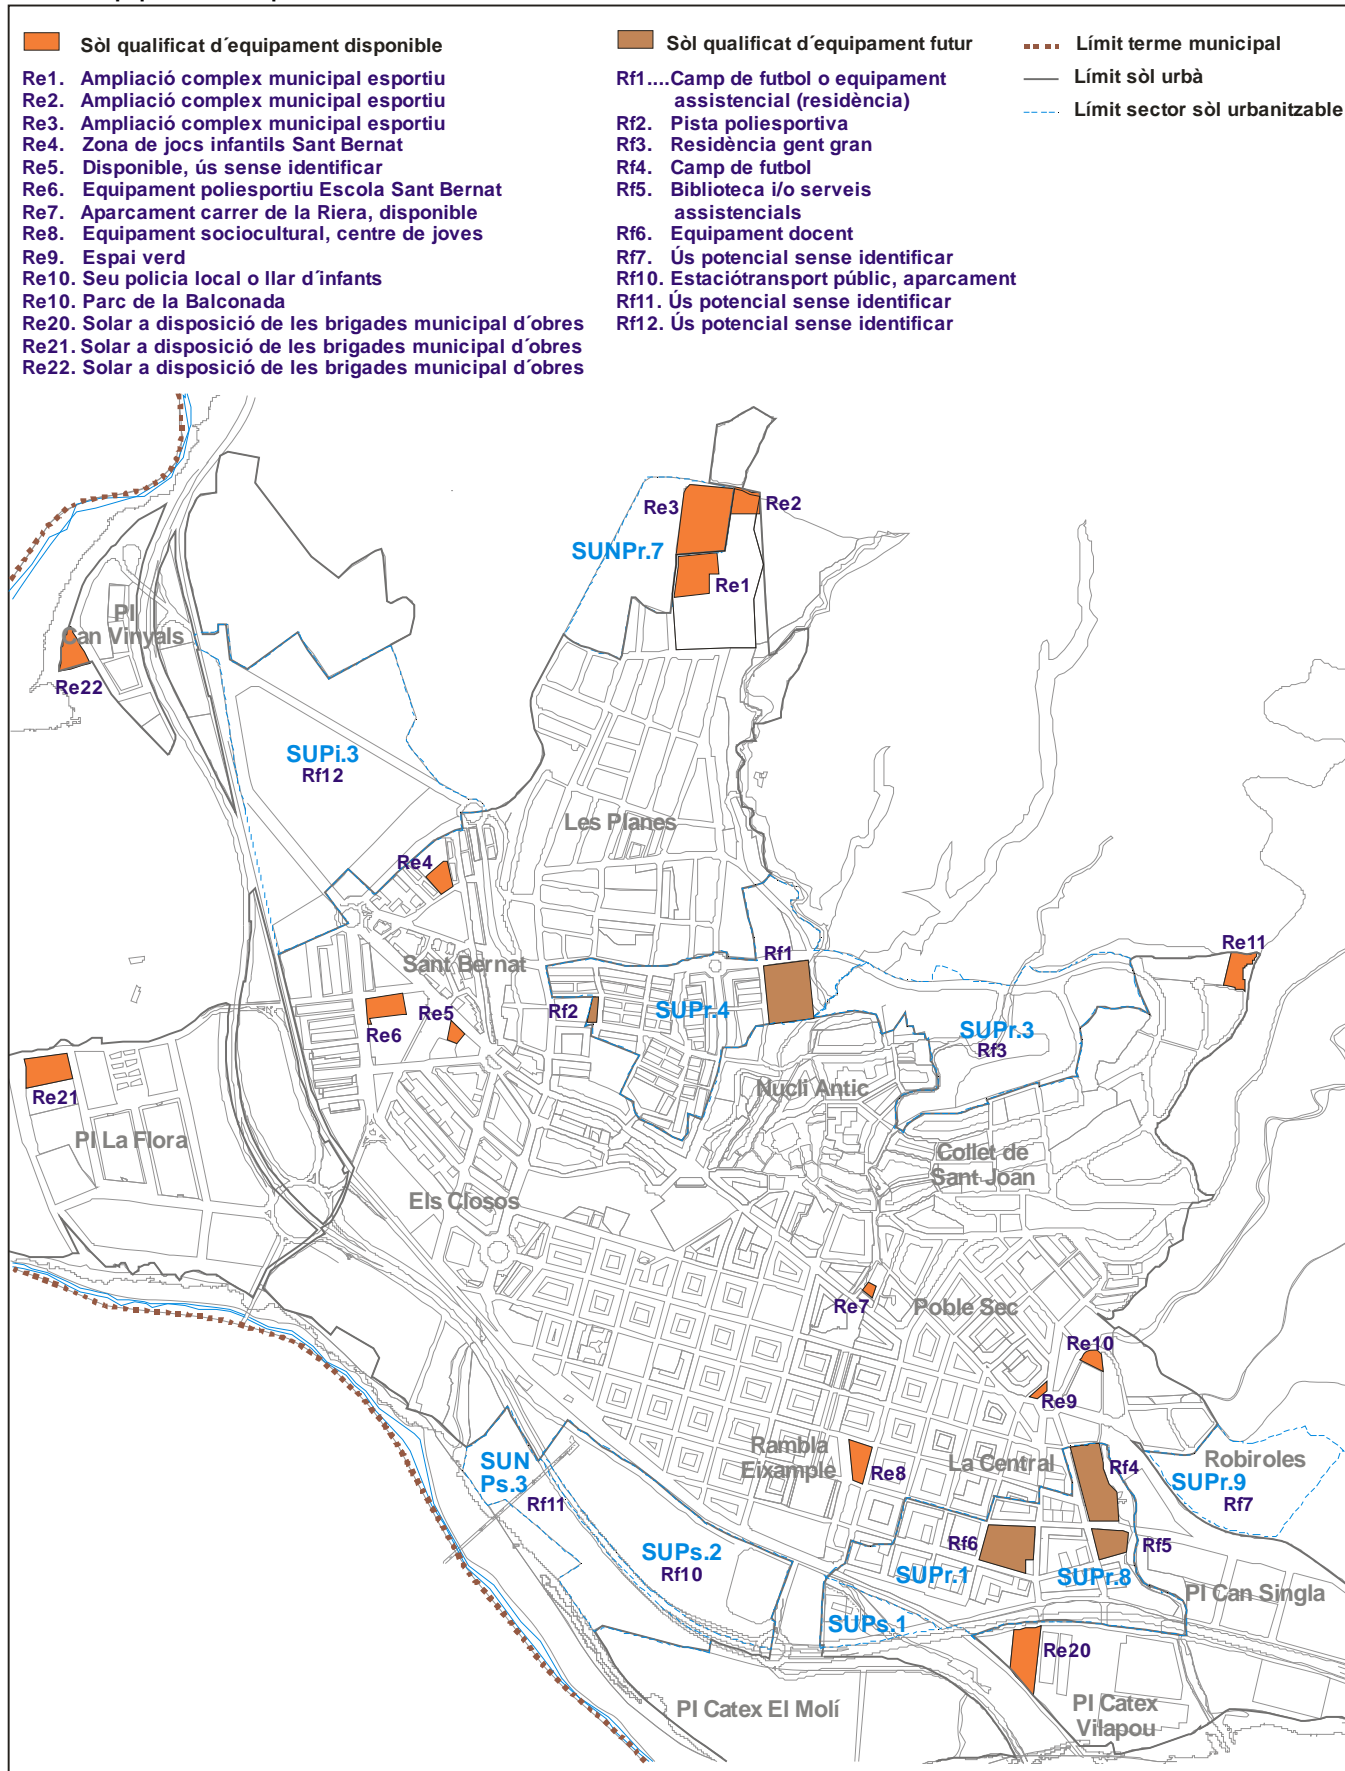 Sòl qualificat d´equipament disponible
Re1. Ampliació complex municipal esportiu
Re2. Ampliació complex municipal esportiu
Re3. Ampliació complex municipal esportiu
Re4. Zona de jocs infantils Sant Bernat
Re5. Disponible, ús sense identificar
Re6. Equipament poliesportiu Escola Sant Bernat
Re7. Aparcament carrer de la Riera, disponible
Re8. Equipament sociocultural, centre de joves
Re9. Espai verd
Re10. Seu policia local o llar d´infants
Re10. Parc de la Balconada
Re20. Solar a disposició de les brigades municipal d´obres
Re21. Solar a disposició de les brigades municipal d´obres
Re22. Solar a disposició de les brigades municipal d´obres
Sòl qualificat d´equipament futur
Rf1....Camp de futbol o equipament
assistencial (residència)
Rf2. Pista poliesportiva
Rf3. Residència gent gran
Rf4. Camp de futbol
Rf5. Biblioteca i/o serveis
assistencials
Rf6. Equipament docent
Rf7. Ús potencial sense identificar
Rf10. Estaciótransport públic, aparcament
Rf11. Ús potencial sense identificar
Rf12. Ús potencial sense identificar
Límit terme municipal
Límit sòl urbà
Límit sector sòl urbanitzable
Re3
Re2
SUNPr.7
Re1
PI
Can Vinyals
Re22
SUPi.3
Rf12
Les Planes
Re4
Sant Bernat
Rf1
Re11
Re5
Re6
Rf2
SUPr.4
SUPr.3
Rf3
Re21
Nucli Antic
PI La Flora
Collet de
Sant Joan
Els Closos
Re7
Poble Sec
Re10
Re9
Rambla
Eixample
Re8
La Central
Rf4
Robiroles
SUPr.9
Rf7
SUN
Ps.3
Rf11
SUPs.2
Rf10
Rf6
Rf5
SUPr.1
SUPr.8
PI Can Singla
SUPs.1
Re20
PI Catex El Molí
PI Catex
Vilapou